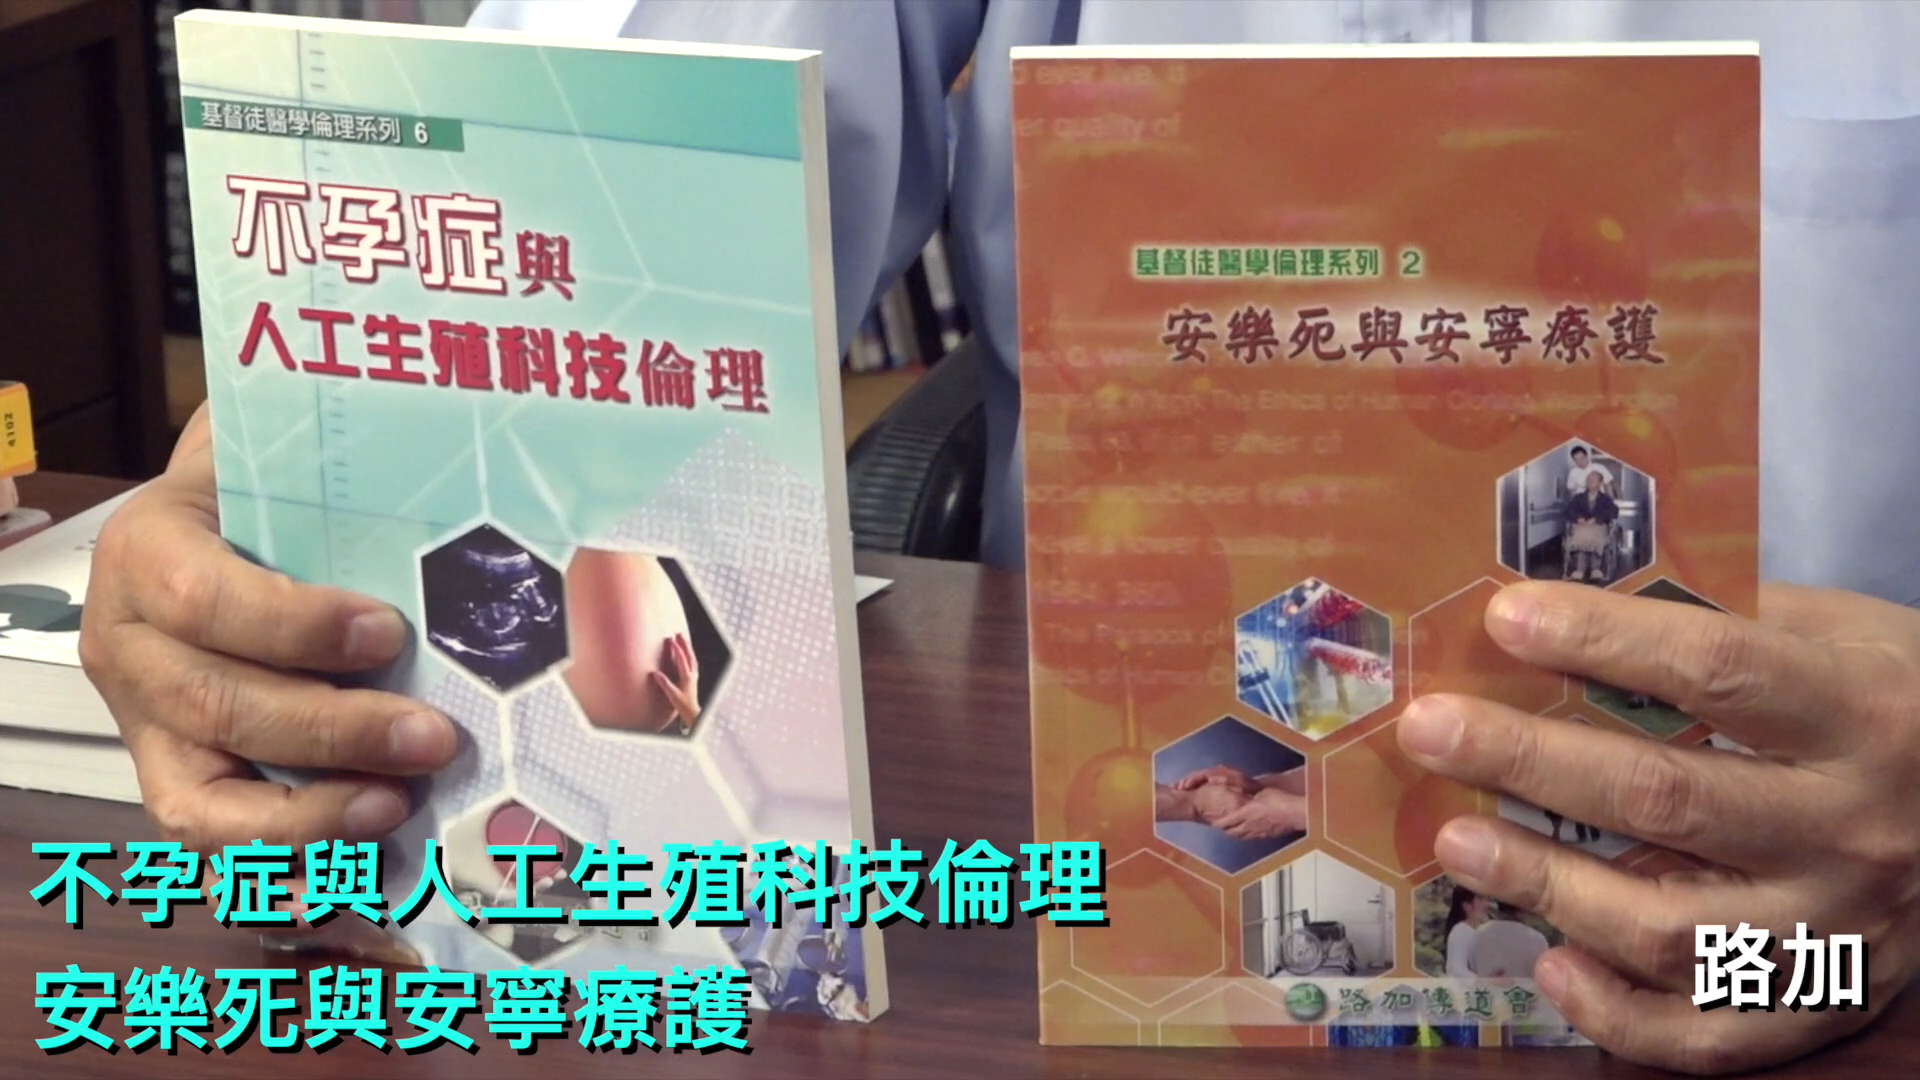 基督徒醫學倫理系列 6
不孕症與
人工生殖科技倫理
基督徒醫學倫理系列 2
安樂死與安寧療護
路加傳道會
4102
不孕症與人工生殖科技倫理
安樂死與安寧療護
路加